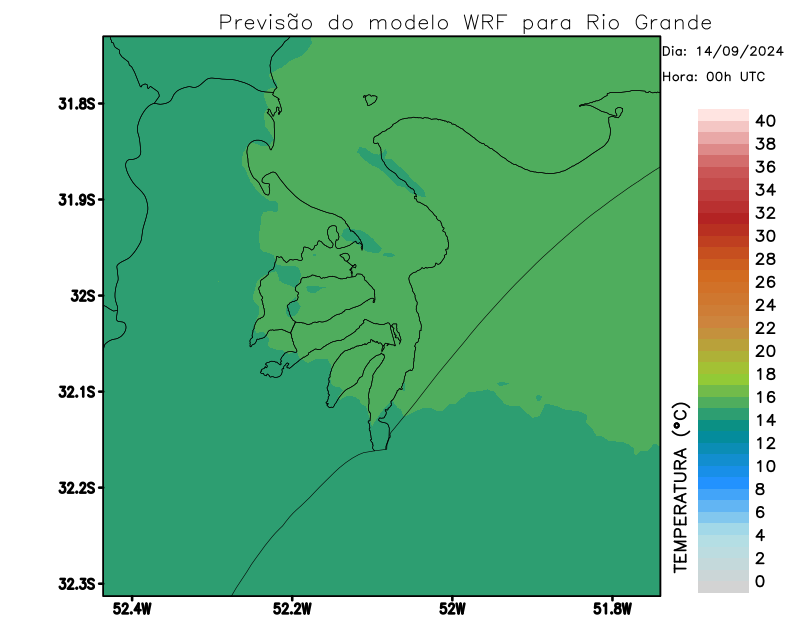 Previsão do modelo WRF para Rio Grande
Dia: 14/09/2024
Hora: 00h UTC
31.8S
31.9S
32S
32.1S
32.2S
32.3S
52.4W
52.2W
52W
51.8W
TEMPERATURA (°C)
40
38
36
34
32
30
28
26
24
22
20
18
16
14
12
10
8
6
4
2
0